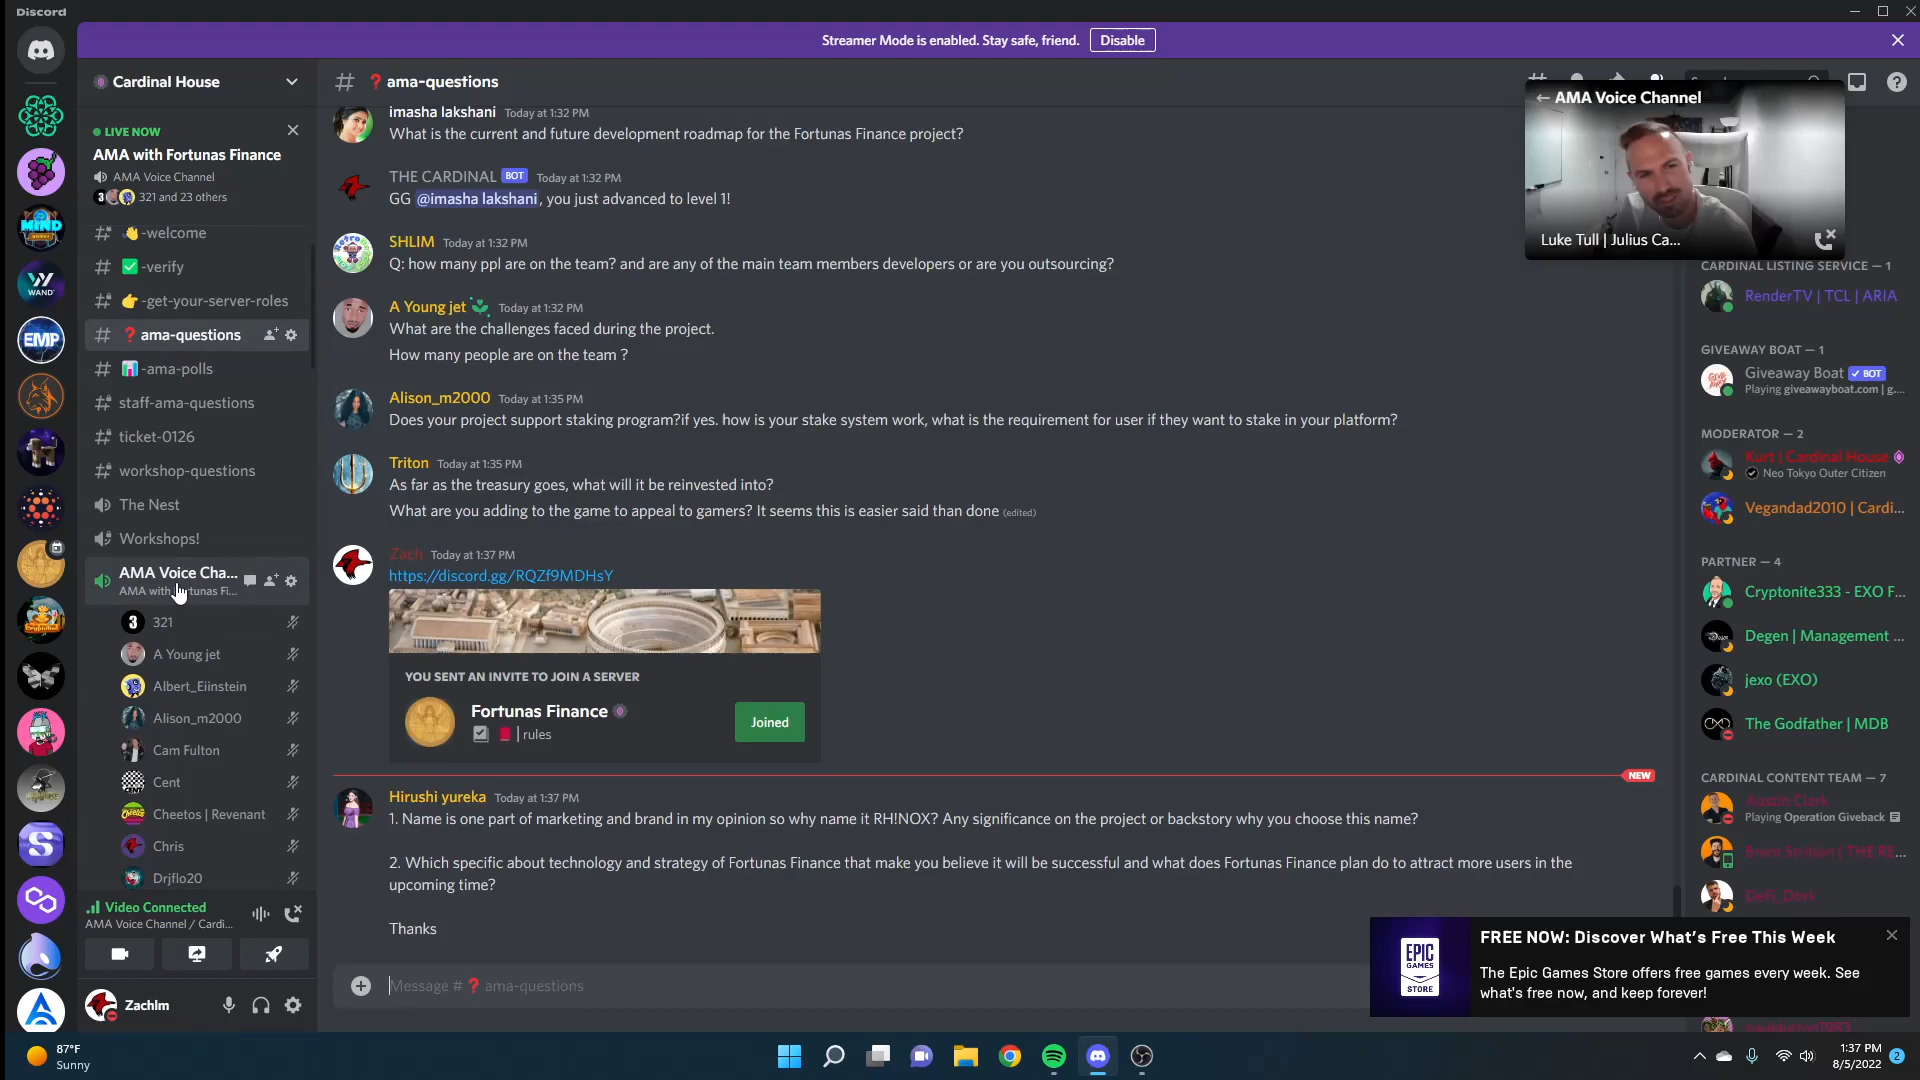 Discord
Streamer Mode is enabled. Stay safe, friend.
Disable
Cardinal House
LIVE NOW
AMA with Fortunas Finance
AMA Voice Channel
321 and 23 others
-welcome
-verify
-get-your-server-roles
ama-questions
-ama-polls
staff-ama-questions
ticket-0126
workshop-questions
The Nest
Workshops!
AMA Voice Cha...
321
A Young jet
Albert_Eiinstein
Alison_m2000
Cam Fulton
Cent
Cheetos | Revenant
Chris
Drjflo20
Video Connected
AMA Voice Channel / Cardi...
Zachlm
MIND
WAND
EMP
# ❓ ama-questions
imasha lakshani Today at 1:32 PM
What is the current and future development roadmap for the Fortunas Finance project?
THE CARDINAL BOT Today at 1:32 PM
GG @imasha lakshani, you just advanced to level 1!
SHLIM Today at 1:32 PM
Q: how many ppl are on the team? and are any of the main team members developers or are you outsourcing?
A Young jet Today at 1:32 PM
What are the challenges faced during the project.
How many people are on the team ?
Alison_m2000 Today at 1:35 PM
Does your project support staking program?if yes. how is your stake system work, what is the requirement for user if they want to stake in your platform?
Triton Today at 1:35 PM
As far as the treasury goes, what will it be reinvested into?
What are you adding to the game to appeal to gamers? It seems this is easier said than done (edited)
Zach Today at 1:37 PM
https://discord.gg/RQZf9MDHsY
YOU SENT AN INVITE TO JOIN A SERVER
Fortunas Finance
| rules
Joined
NEW
Hirushi yureka Today at 1:37 PM
1. Name is one part of marketing and brand in my opinion so why name it RH!NOX? Any significance on the project or backstory why you choose this name?
2. Which specific about technology and strategy of Fortunas Finance that make you believe it will be successful and what does Fortunas Finance plan do to attract more users in the
upcoming time?
Thanks
Message # ❓ ama-questions
AMA Voice Channel
Luke Tull | Julius Ca...
CARDINAL LISTING SERVICE — 1
RenderTV | TCL | ARIA
GIVEAWAY BOAT — 1
Giveaway Boat BOT
Playing giveawayboat.com | g...
MODERATOR — 2
Kurt | Cardinal House
Neo Tokyo Outer Citizen
Vegandad2010 | Cardi...
PARTNER — 4
Cryptonite333 - EXO F...
Degen | Management ...
jexo (EXO)
The Godfather | MDB
CARDINAL CONTENT TEAM — 7
Austin Clark
Playing Operation Giveback
DeFi_Dork
EPIC GAMES STORE
FREE NOW: Discover What's Free This Week
The Epic Games Store offers free games every week. See
what's free now, and keep forever!
87°F
Sunny
1:37 PM
8/5/2022
2